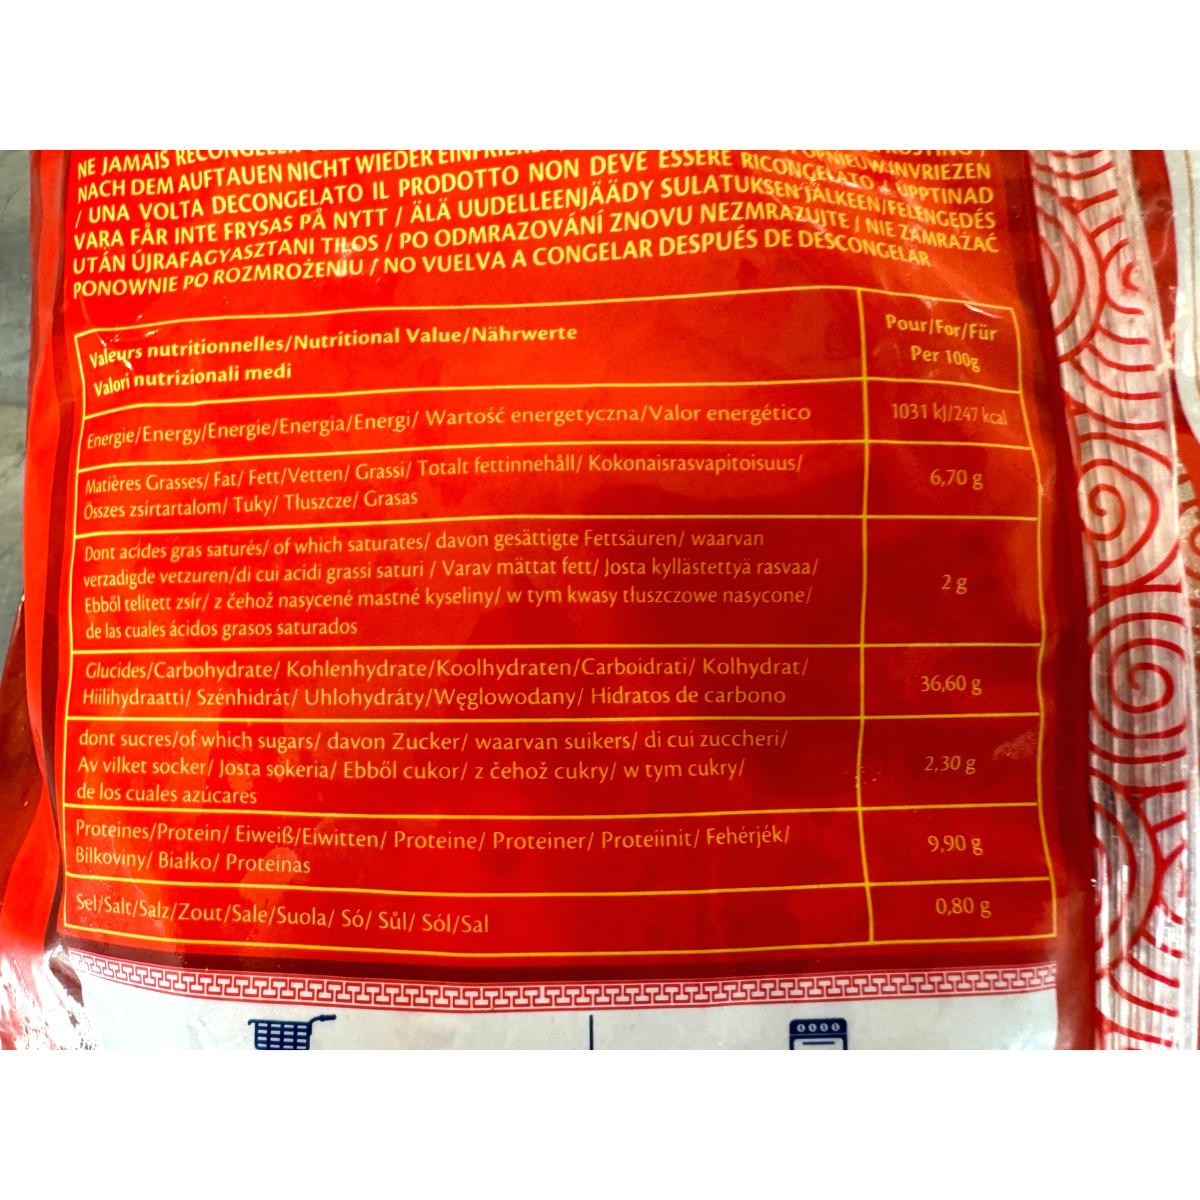 NE JAMAIS
NACH DEM AUFTAUEN NICHT WIEDER OPNIEUW INVRIEZEN
/ UNA VOLTA DECONGELATO IL PRODOTTO NON DEVE ESSERE RICONGELATO / UPPTINAD
VARA FÅR INTE FRYSAS PÅ NYTT / ÄLÄ UUDELLEENJÄÄDY SULATUKSEN JÄLKEEN/FELENGEDÉS
UTÁN ÚJRAFAGYASZTANI TILOS / PO ODMRAZOVÁNÍ ZNOVU NEZMRAZUJTE / NIE ZAMRAŻAĆ
PONOWNIE PO ROZMROŻENIU / NO VUELVA A CONGELAR DESPUÉS DE DESCONGELAR
Valeurs nutritionnelles/Nutritional Value/Nährwerte
Valori nutrizionali medi
Pour/For/Für
Per 100g
Energie/Energy/Energie/Energia/Energi/ Wartość energetyczna/Valor energético
1031 kJ/247 kcal
Matières Grasses/ Fat/ Fett/Vetten/ Grassi/ Totalt fettinnehåll/ Kokonaisrasvapitoisuus/
Összes zsírtartalom/ Tuky/ Tłuszcze/ Grasas
6,70 g
Dont acides gras saturés/ of which saturates/ davon gesättigte Fettsäuren/ waarvan
verzadigde vetzuren/di cui acidi grassi saturi / Varav mättat fett/ Josta kyllästettyä rasvaa/
Ebből telített zsír/ z čehož nasycené mastné kyseliny/ w tym kwasy tłuszczowe nasycone/
de las cuales ácidos grasos saturados
2 g
Glucides/Carbohydrate/ Kohlenhydrate/Koolhydraten/Carboidrati/ Kolhydrat/
Hiilihydraatti/ Szénhidrát/ Uhlohydráty/Węglowodany/ Hidratos de carbono
36,60 g
dont sucres/of which sugars/ davon Zucker/ waarvan suikers/ di cui zuccheri/
Av vilket socker/ Josta sokeria/ Ebből cukor/ z čehož cukry/ w tym cukry/
de los cuales azúcares
2,30 g
Proteines/Protein/ Eiweiß/Eiwitten/ Proteine/ Proteiner/ Proteiinit/ Fehérjék/
Bílkoviny/ Białko/ Proteínas
9,90 g
Sel/Salt/Salz/Zout/Sale/Suola/ Só/ Sůl/ Sól/Sal
0,80 g